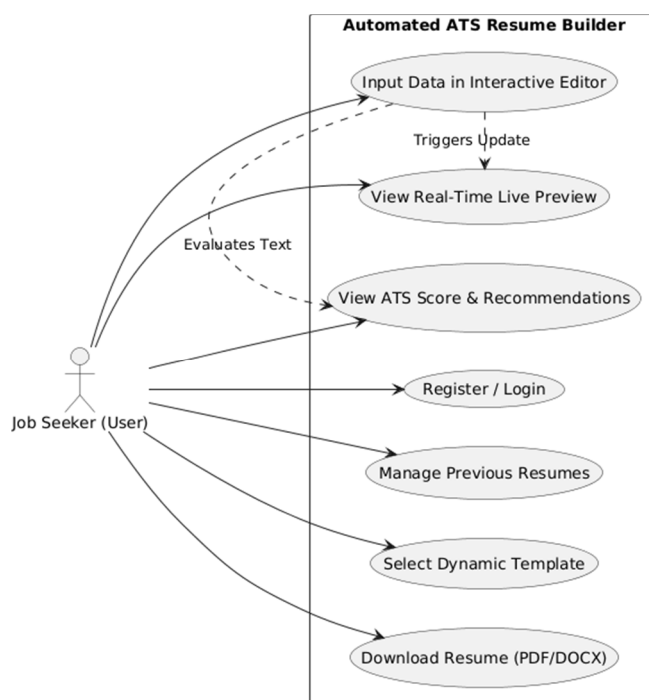 Automated ATS Resume Builder
Input Data in Interactive Editor
Triggers Update
View Real-Time Live Preview
Evaluates Text
View ATS Score & Recommendations
Register / Login
Job Seeker (User)
Manage Previous Resumes
Select Dynamic Template
Download Resume (PDF/DOCX)